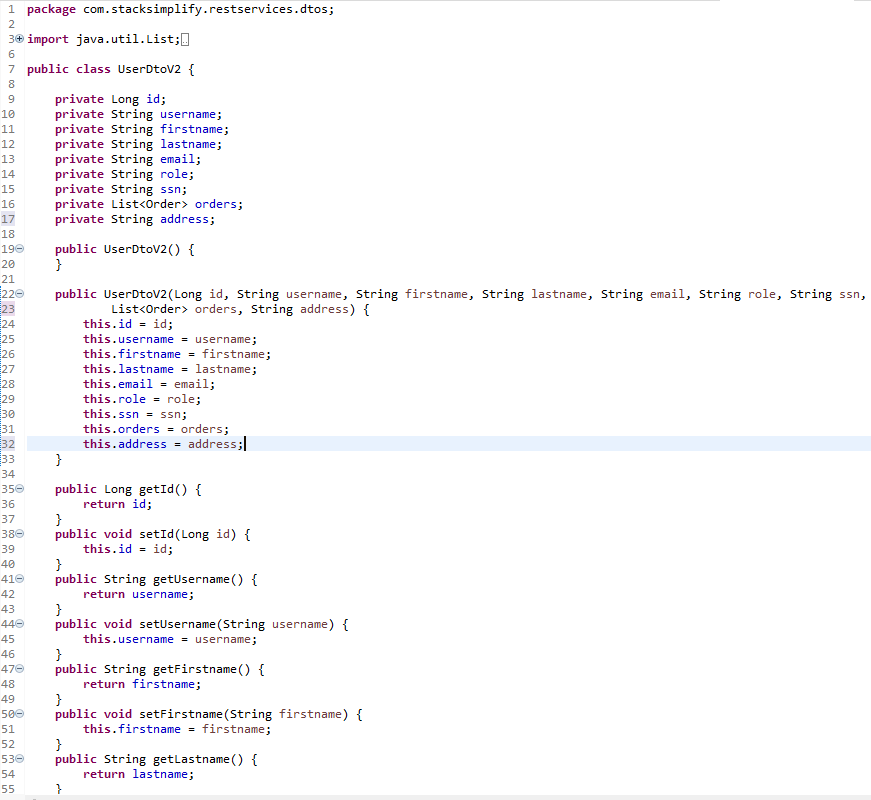 1 package com.stacksimplify.restservices.dtos;
2
3 import java.util.List;
6
7 public class UserDtoV2 {
8
9     private Long id;
10     private String username;
11     private String firstname;
12     private String lastname;
13     private String email;
14     private String role;
15     private String ssn;
16     private List<Order> orders;
17     private String address;
18
19     public UserDtoV2() {
20     }
21
22     public UserDtoV2(Long id, String username, String firstname, String lastname, String email, String role, String ssn,
23             List<Order> orders, String address) {
24         this.id = id;
25         this.username = username;
26         this.firstname = firstname;
27         this.lastname = lastname;
28         this.email = email;
29         this.role = role;
30         this.ssn = ssn;
31         this.orders = orders;
32         this.address = address;
33     }
34
35     public Long getId() {
36         return id;
37     }
38     public void setId(Long id) {
39         this.id = id;
40     }
41     public String getUsername() {
42         return username;
43     }
44     public void setUsername(String username) {
45         this.username = username;
46     }
47     public String getFirstname() {
48         return firstname;
49     }
50     public void setFirstname(String firstname) {
51         this.firstname = firstname;
52     }
53     public String getLastname() {
54         return lastname;
55     }